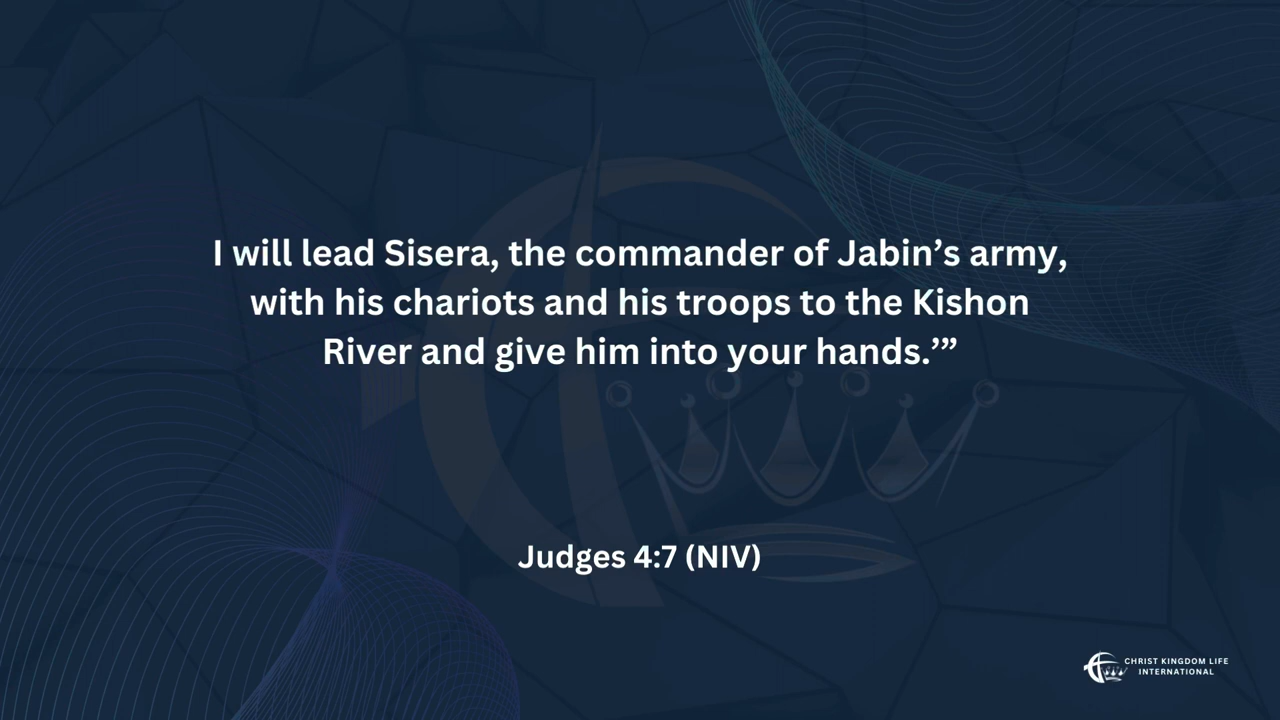 I will lead Sisera, the commander of Jabin’s army,
with his chariots and his troops to the Kishon
River and give him into your hands.’”
Judges 4:7 (NIV)
CHRIST KINGDOM LIFE
INTERNATIONAL